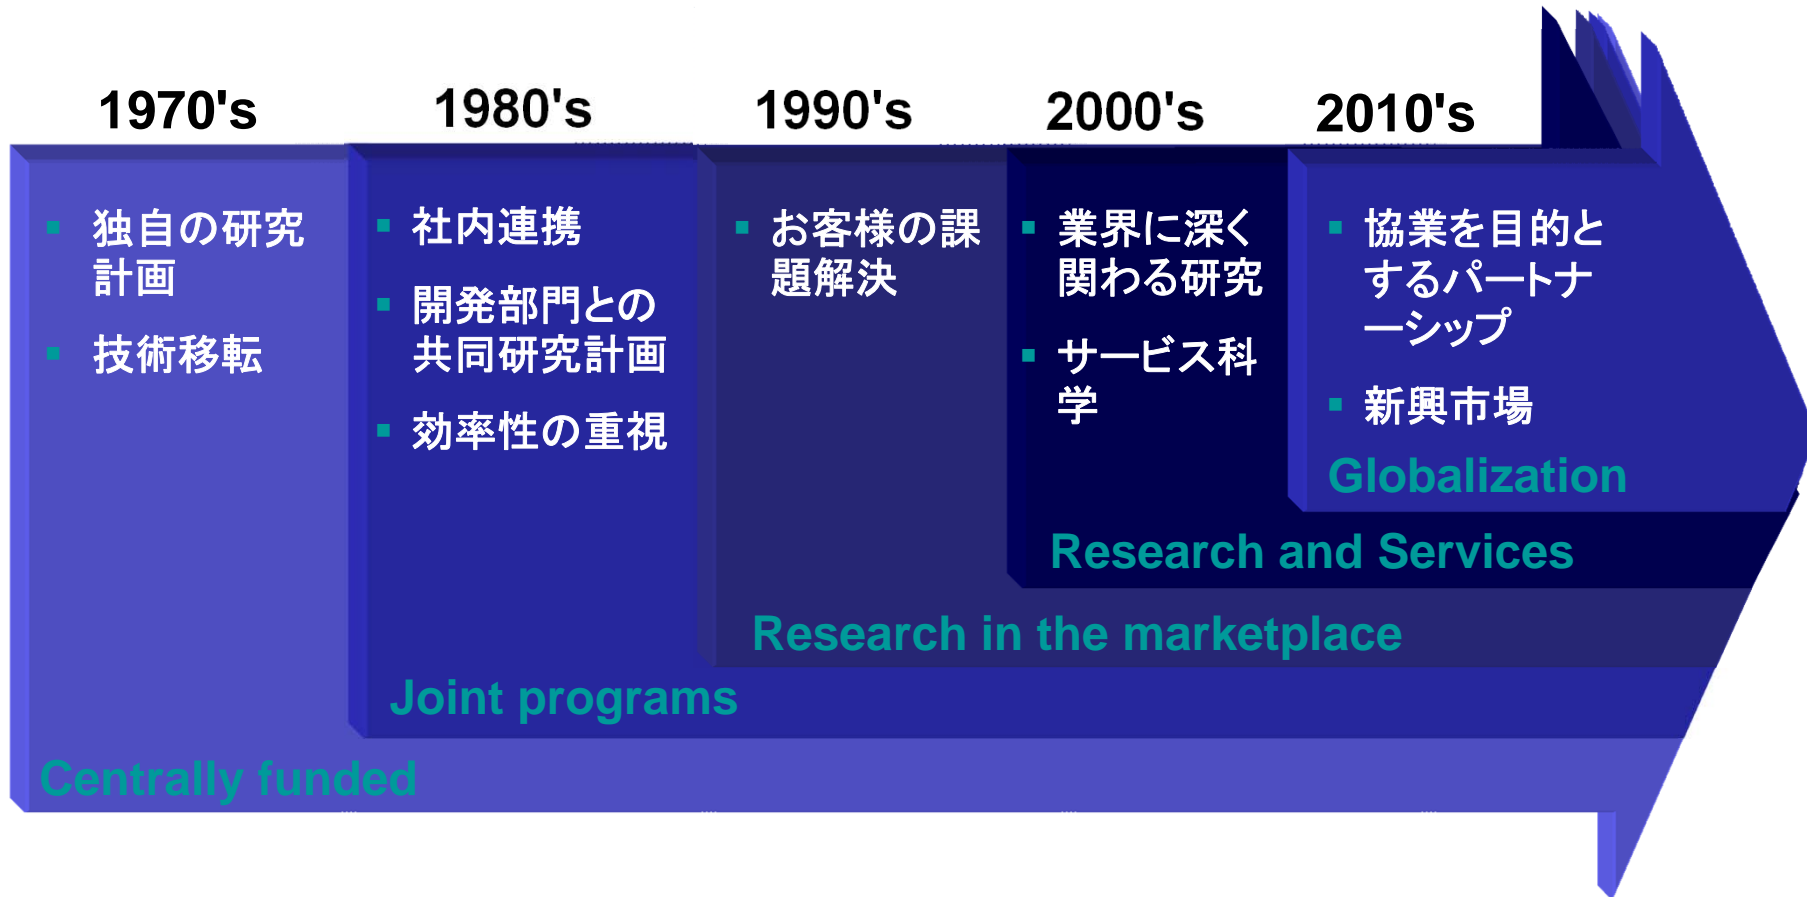 1970's
1980's
1990's
2000's
2010's
▪ 独自の研究
計画
▪ 技術移転
▪ 社内連携
▪ 開発部門との
共同研究計画
▪ 効率性の重視
▪ お客様の課
題解決
▪ 業界に深く
関わる研究
▪ サービス科
学
▪ 協業を目的と
するパートナ
ーシップ
▪ 新興市場
Globalization
Research and Services
Research in the marketplace
Joint programs
Centrally funded